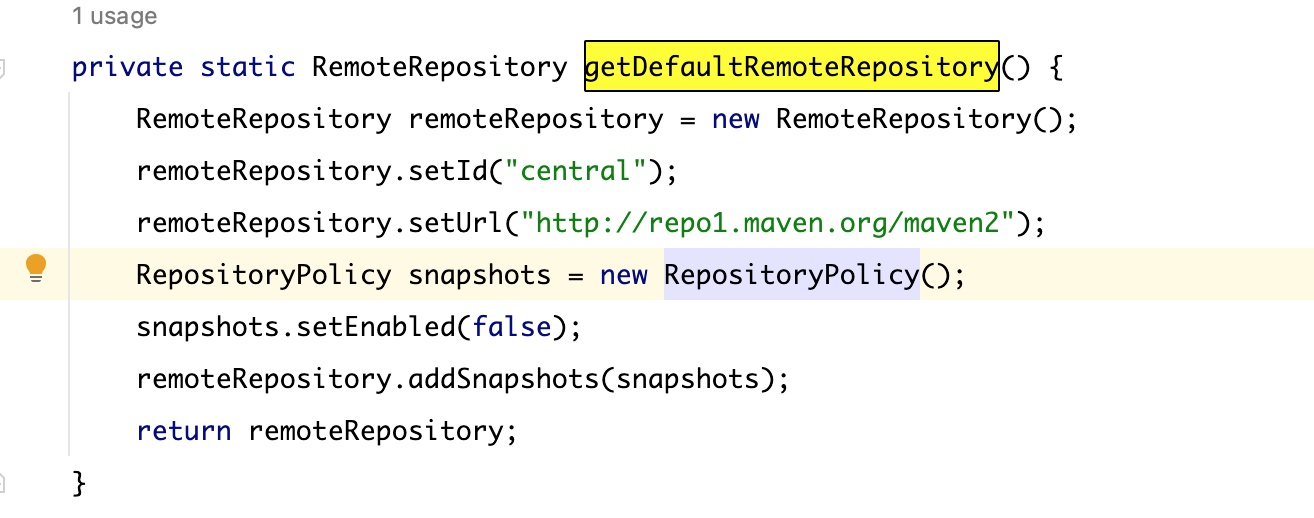 1 usage
private static RemoteRepository getDefaultRemoteRepository() {
RemoteRepository remoteRepository = new RemoteRepository();
remoteRepository.setId("central");
remoteRepository.setUrl("http://repo1.maven.org/maven2");
RepositoryPolicy snapshots = new RepositoryPolicy();
snapshots.setEnabled(false);
remoteRepository.addSnapshots(snapshots);
return remoteRepository;
}